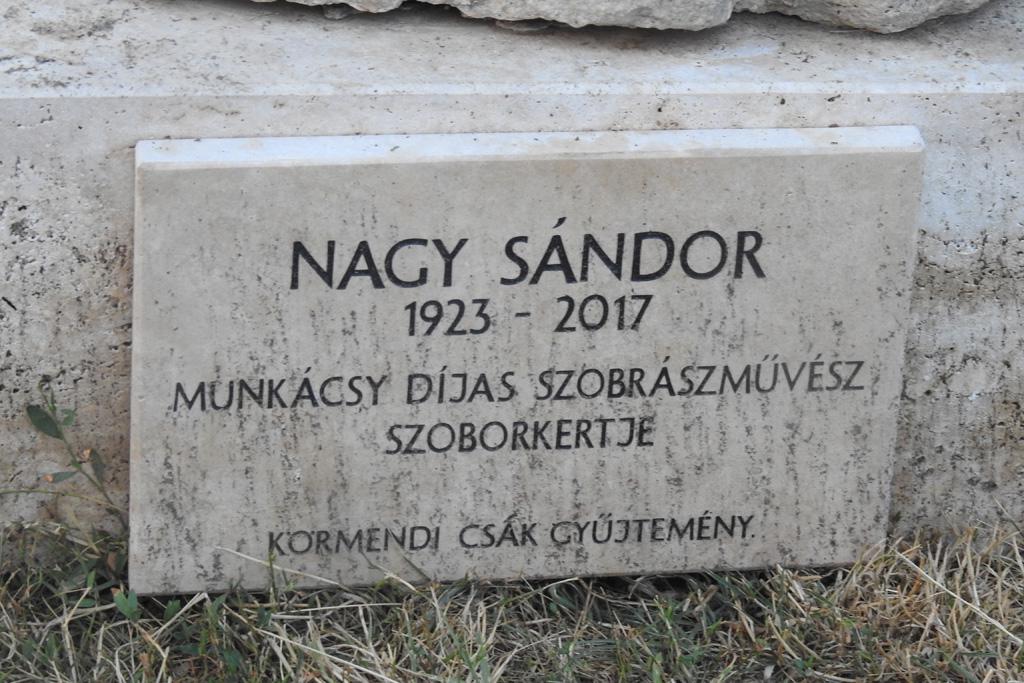 NAGY SÁNDOR
1923 - 2017
MUNKÁCSY DÍJAS SZOBRÁSZMŰVÉSZ
SZOBORKERTJE
KORMENDI CSÁK GYŰJTEMÉNY.